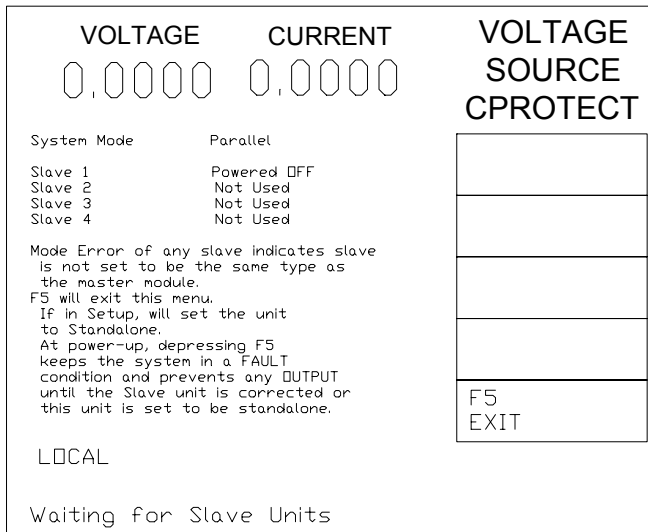 VOLTAGE CURRENT
0.0000 0.0000
VOLTAGE
SOURCE
CPROTECT
System Mode Parallel
Slave 1 Powered OFF
Slave 2 Not Used
Slave 3 Not Used
Slave 4 Not Used
Mode Error of any slave indicates slave
is not set to be the same type as
the master module.
F5 will exit this menu.
If in Setup, will set the unit
to Standalone.
At power-up, depressing F5
keeps the system in a FAULT
condition and prevents any OUTPUT
until the Slave unit is corrected or
this unit is set to be standalone.
F5
EXIT
LOCAL
Waiting for Slave Units